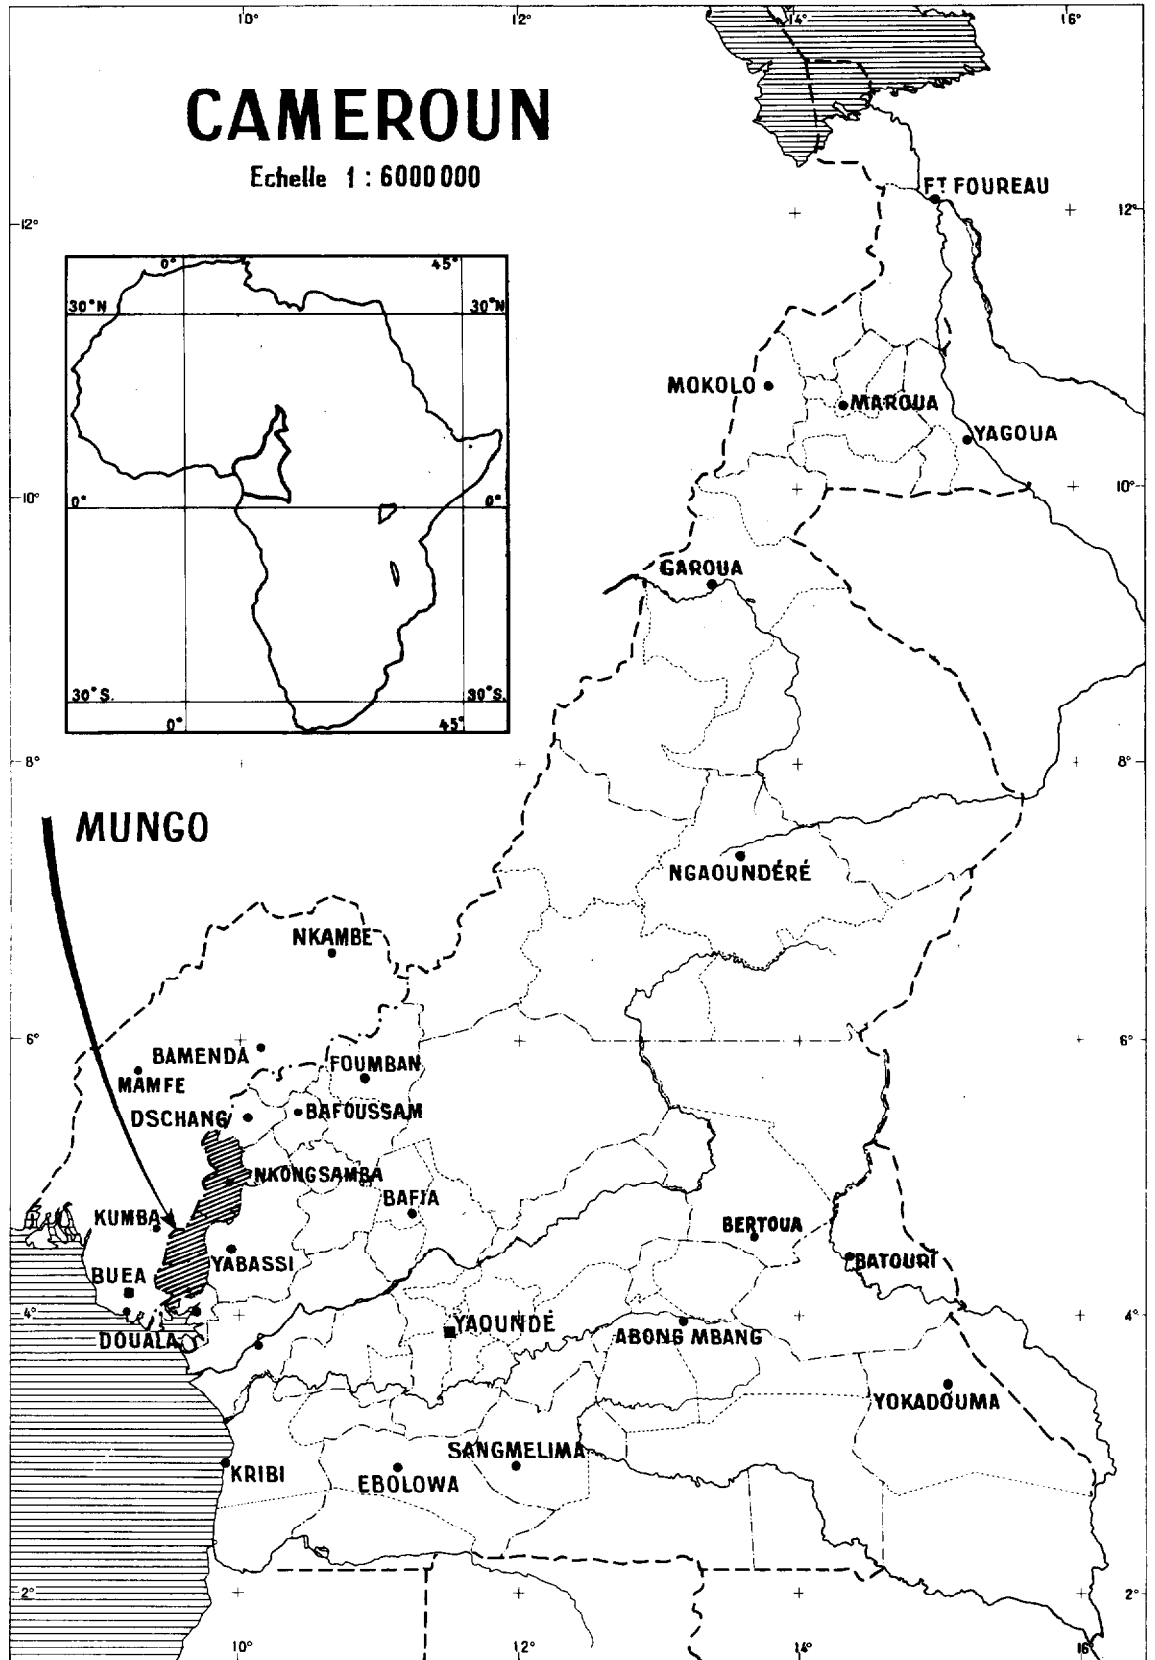 10° 12° 14° 16°
CAMEROUN
Echelle 1 : 6000000
FT FOUREAU
12° 12°
0° 45°
30°N 30°N
MOKOLO
MAROUA
YAGOUA
10° 10°
0° 0°
GAROUA
30°S. 30°S.
0° 45°
8° 8°
MUNGO
NGAOUNDÉRÉ
NKAMBE
6° 6°
BAMENDA
FOUMBAN
MAMFE
DSCHANG
BAFOUSSAM
NKONGSAMBA
BAFIA
KUMBA
BERTOUA
YABASSI
BATOURI
BUEA
4° 4°
YAOUNDÉ
DOUALA
ABONG MBANG
YOKADOUMA
SANGMELIMA
KRIBI
EBOLOWA
2° 2°
10° 12° 14° 16°